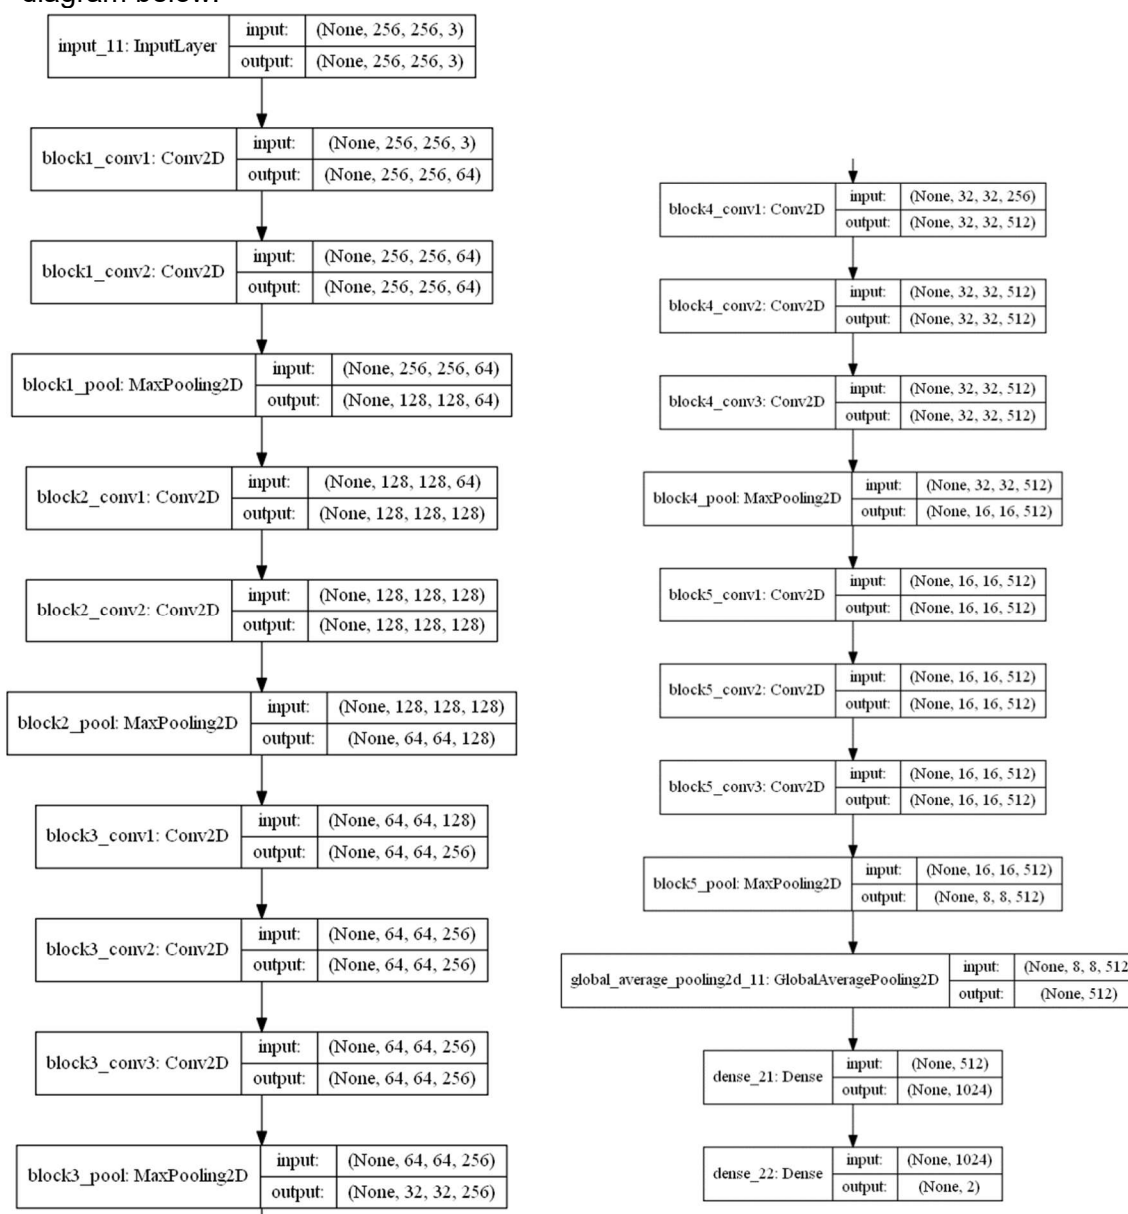 diagram below:
input_11: InputLayer
input: (None, 256, 256, 3)
output: (None, 256, 256, 3)
block1_conv1: Conv2D
input: (None, 256, 256, 3)
output: (None, 256, 256, 64)
block1_conv2: Conv2D
input: (None, 256, 256, 64)
output: (None, 256, 256, 64)
block1_pool: MaxPooling2D
input: (None, 256, 256, 64)
output: (None, 128, 128, 64)
block2_conv1: Conv2D
input: (None, 128, 128, 64)
output: (None, 128, 128, 128)
block2_conv2: Conv2D
input: (None, 128, 128, 128)
output: (None, 128, 128, 128)
block2_pool: MaxPooling2D
input: (None, 128, 128, 128)
output: (None, 64, 64, 128)
block3_conv1: Conv2D
input: (None, 64, 64, 128)
output: (None, 64, 64, 256)
block3_conv2: Conv2D
input: (None, 64, 64, 256)
output: (None, 64, 64, 256)
block3_conv3: Conv2D
input: (None, 64, 64, 256)
output: (None, 64, 64, 256)
block3_pool: MaxPooling2D
input: (None, 64, 64, 256)
output: (None, 32, 32, 256)
block4_conv1: Conv2D
input: (None, 32, 32, 256)
output: (None, 32, 32, 512)
block4_conv2: Conv2D
input: (None, 32, 32, 512)
output: (None, 32, 32, 512)
block4_conv3: Conv2D
input: (None, 32, 32, 512)
output: (None, 32, 32, 512)
block4_pool: MaxPooling2D
input: (None, 32, 32, 512)
output: (None, 16, 16, 512)
block5_conv1: Conv2D
input: (None, 16, 16, 512)
output: (None, 16, 16, 512)
block5_conv2: Conv2D
input: (None, 16, 16, 512)
output: (None, 16, 16, 512)
block5_conv3: Conv2D
input: (None, 16, 16, 512)
output: (None, 16, 16, 512)
block5_pool: MaxPooling2D
input: (None, 16, 16, 512)
output: (None, 8, 8, 512)
global_average_pooling2d_11: GlobalAveragePooling2D
input: (None, 8, 8, 512
output: (None, 512)
dense_21: Dense
input: (None, 512)
output: (None, 1024)
dense_22: Dense
input: (None, 1024)
output: (None, 2)